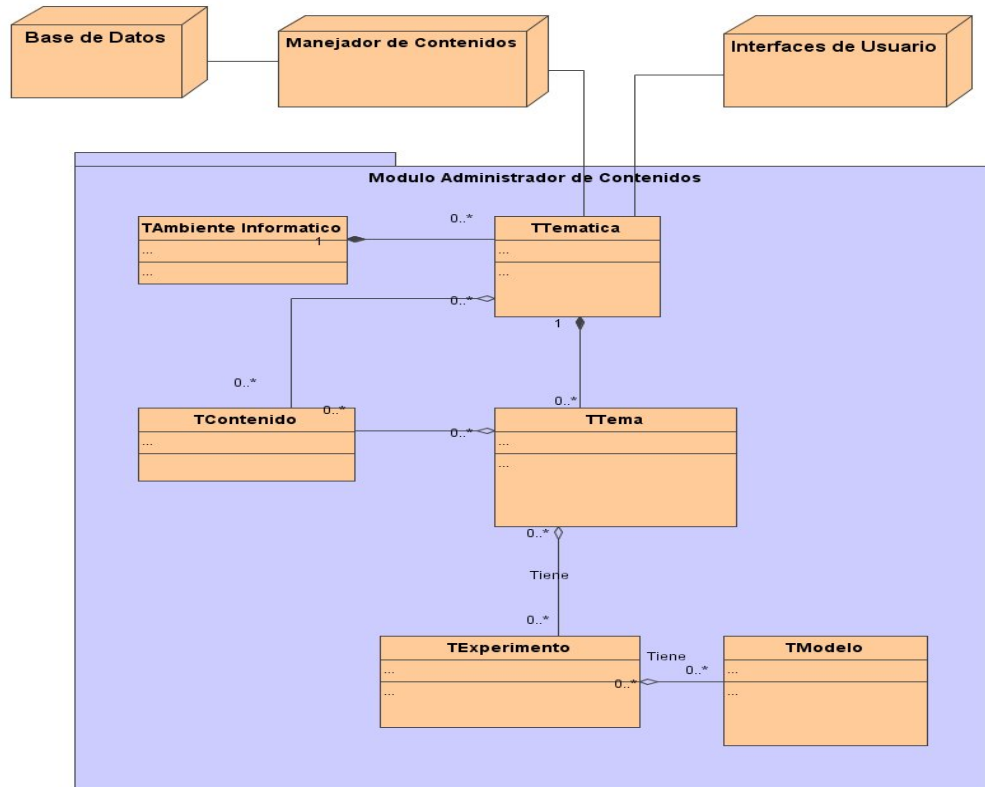 Base de Datos
Manejador de Contenidos
Interfaces de Usuario
Modulo Administrador de Contenidos
TAmbiente Informatico
1
...
...
0..*
TTematica
...
...
0..*
1
0..*
0..*
TContenido
...
0..*
0..*
TTema
...
...
0..*
Tiene
0..*
TExperimento
...
...
0..*
Tiene
0..*
TModelo
...
...